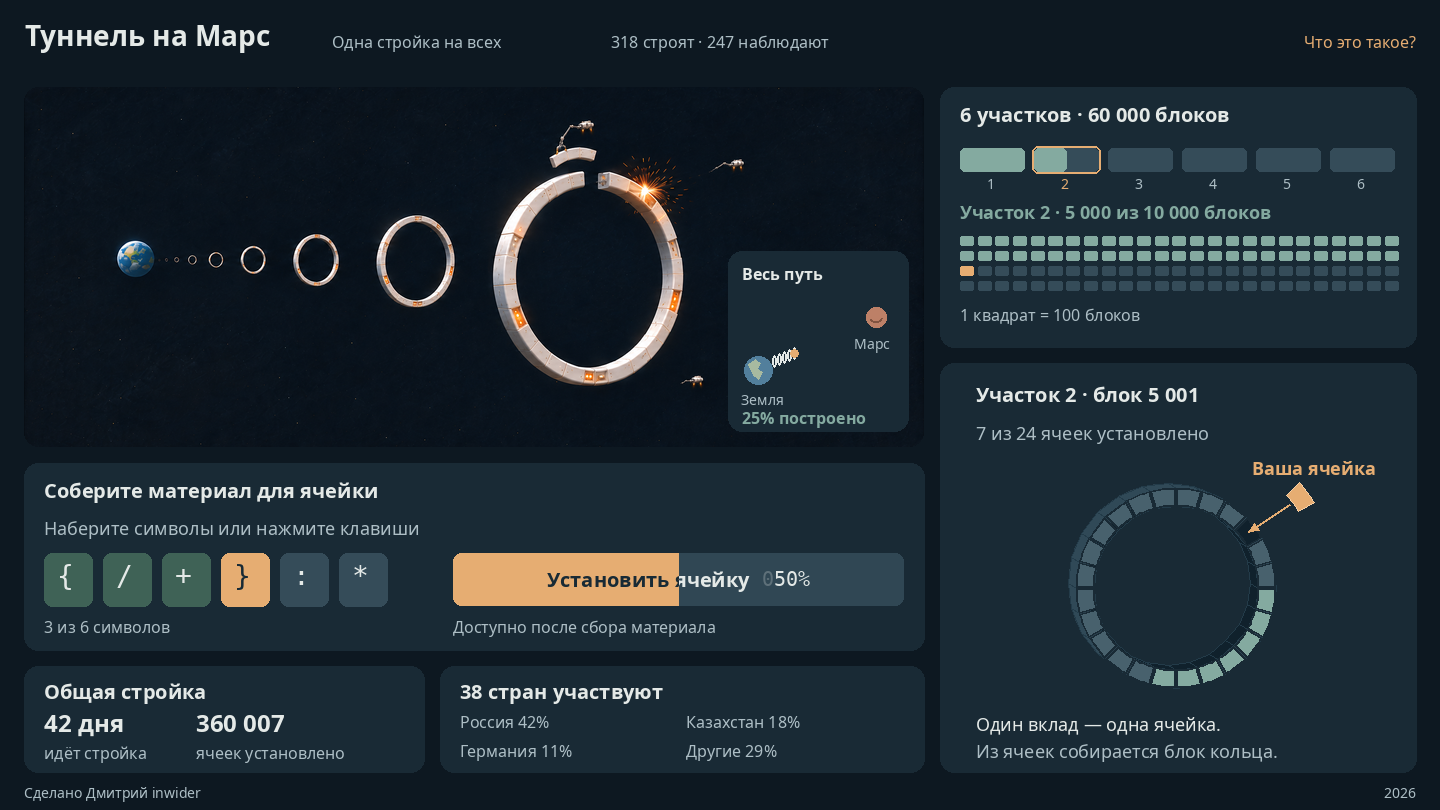 Туннель на Марс
Одна стройка на всех
318 строят · 247 наблюдают
Что это такое?
Весь путь
Марс
Земля
25% построено
6 участков · 60 000 блоков
1 2 3 4 5 6
Участок 2 · 5 000 из 10 000 блоков
1 квадрат = 100 блоков
Соберите материал для ячейки
Наберите символы или нажмите клавиши
{ / + } : *
Установить ячейку 050%
3 из 6 символов
Доступно после сбора материала
Участок 2 · блок 5 001
7 из 24 ячеек установлено
Ваша ячейка
Один вклад — одна ячейка.
Из ячеек собирается блок кольца.
Общая стройка
42 дня
360 007
идёт стройка
ячеек установлено
38 стран участвуют
Россия 42%
Казахстан 18%
Германия 11%
Другие 29%
Сделано Дмитрий inwider
2026